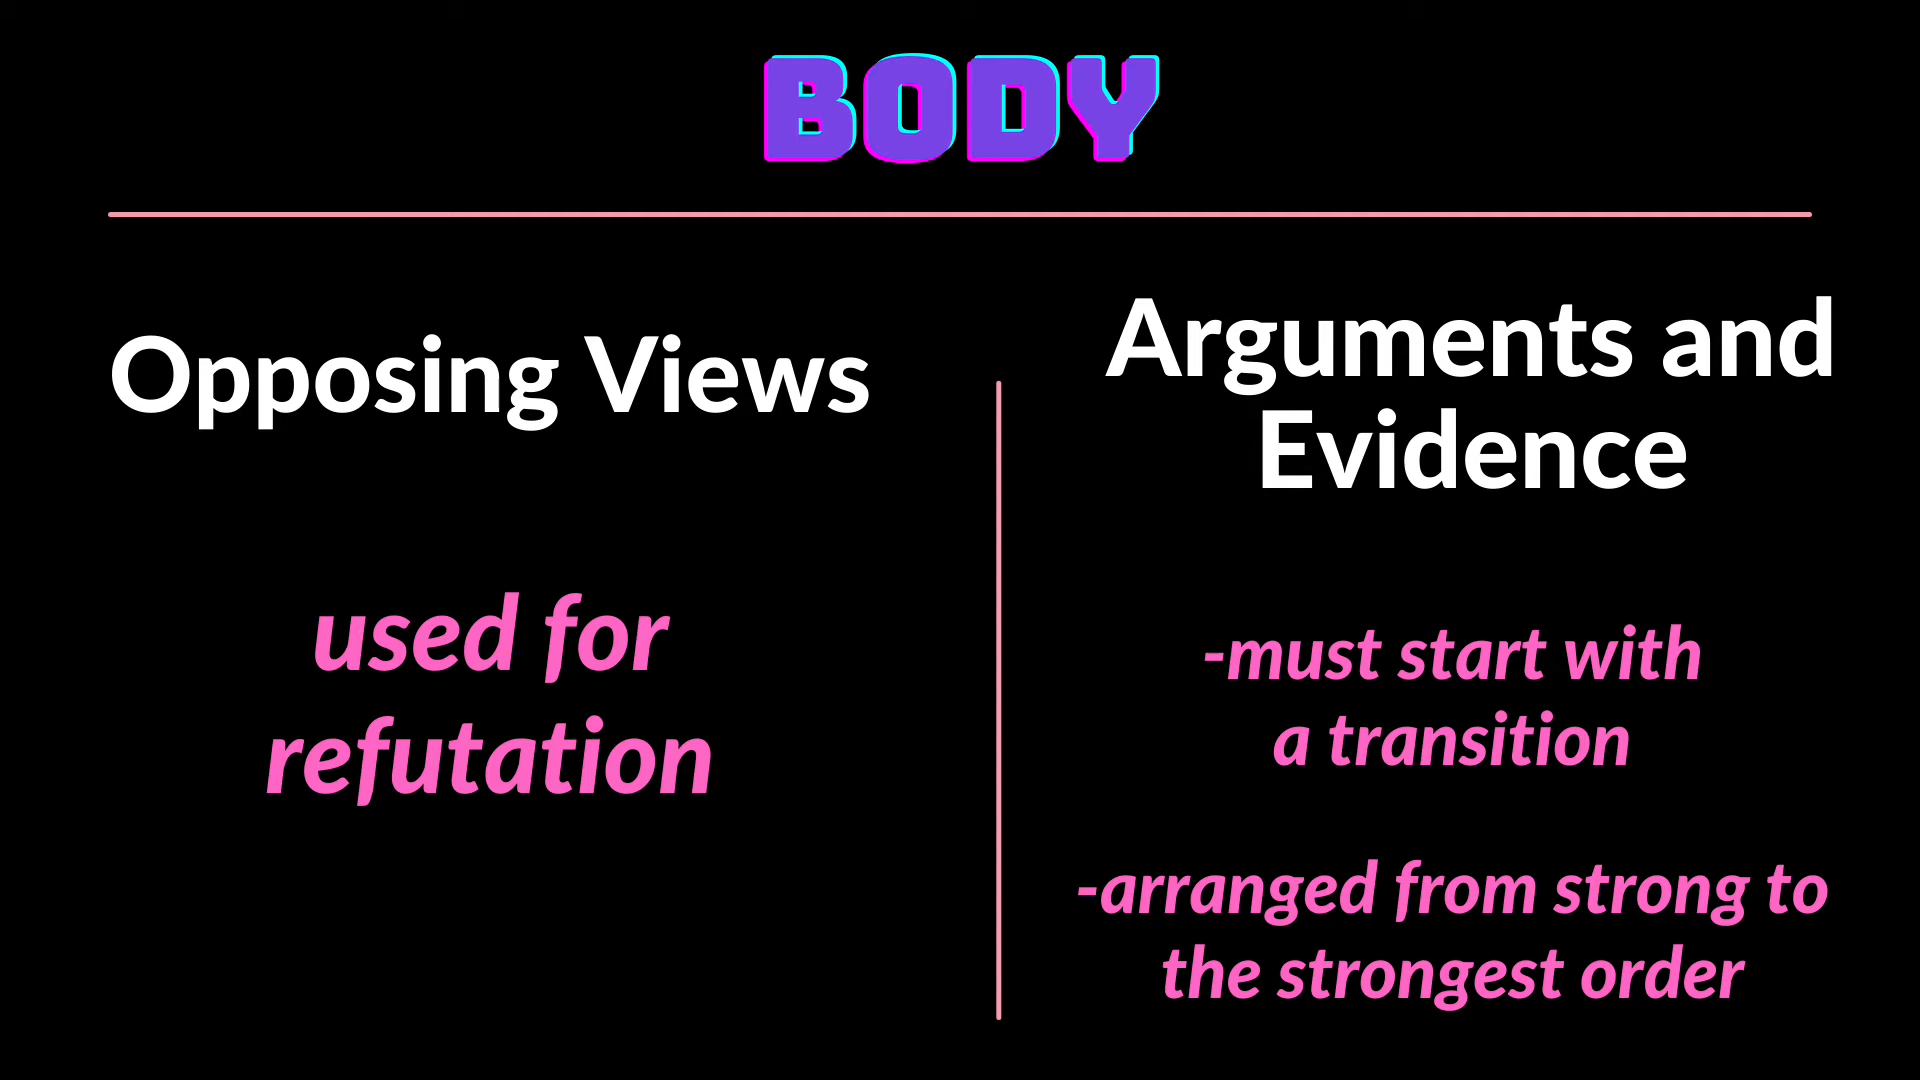 BODY
Opposing Views
used for
refutation
Arguments and
Evidence
-must start with
a transition
-arranged from strong to
the strongest order